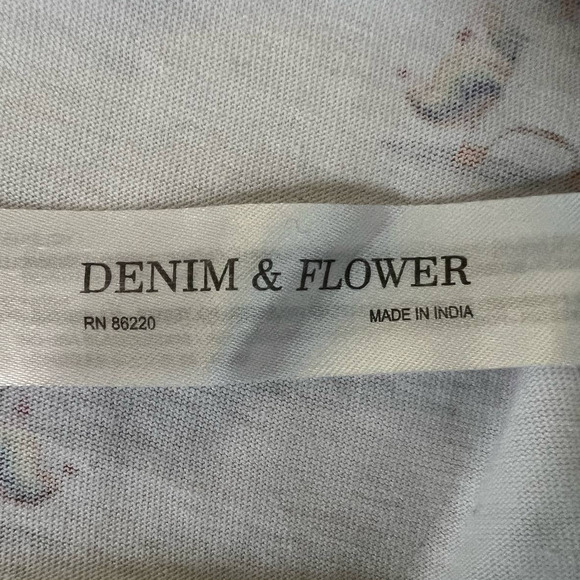 DENIM & FLOWER
RN 86220 MADE IN INDIA